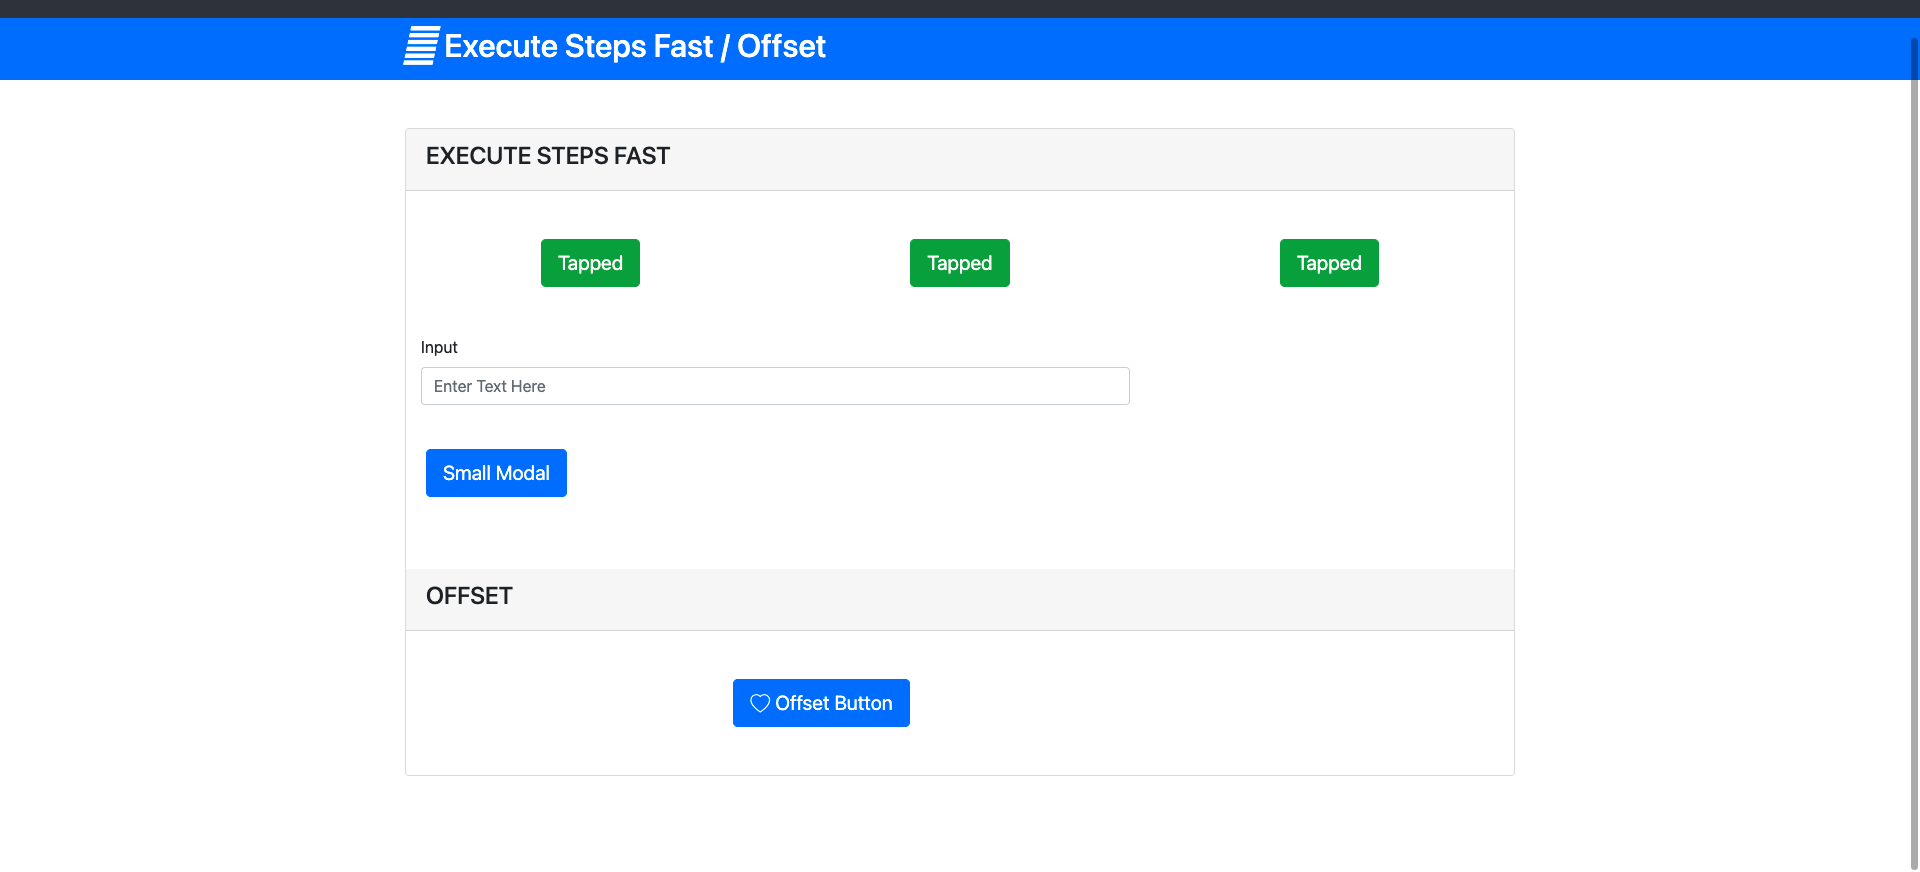 Execute Steps Fast / Offset
EXECUTE STEPS FAST
Tapped Tapped Tapped
Input
Enter Text Here
Small Modal
OFFSET
Offset Button